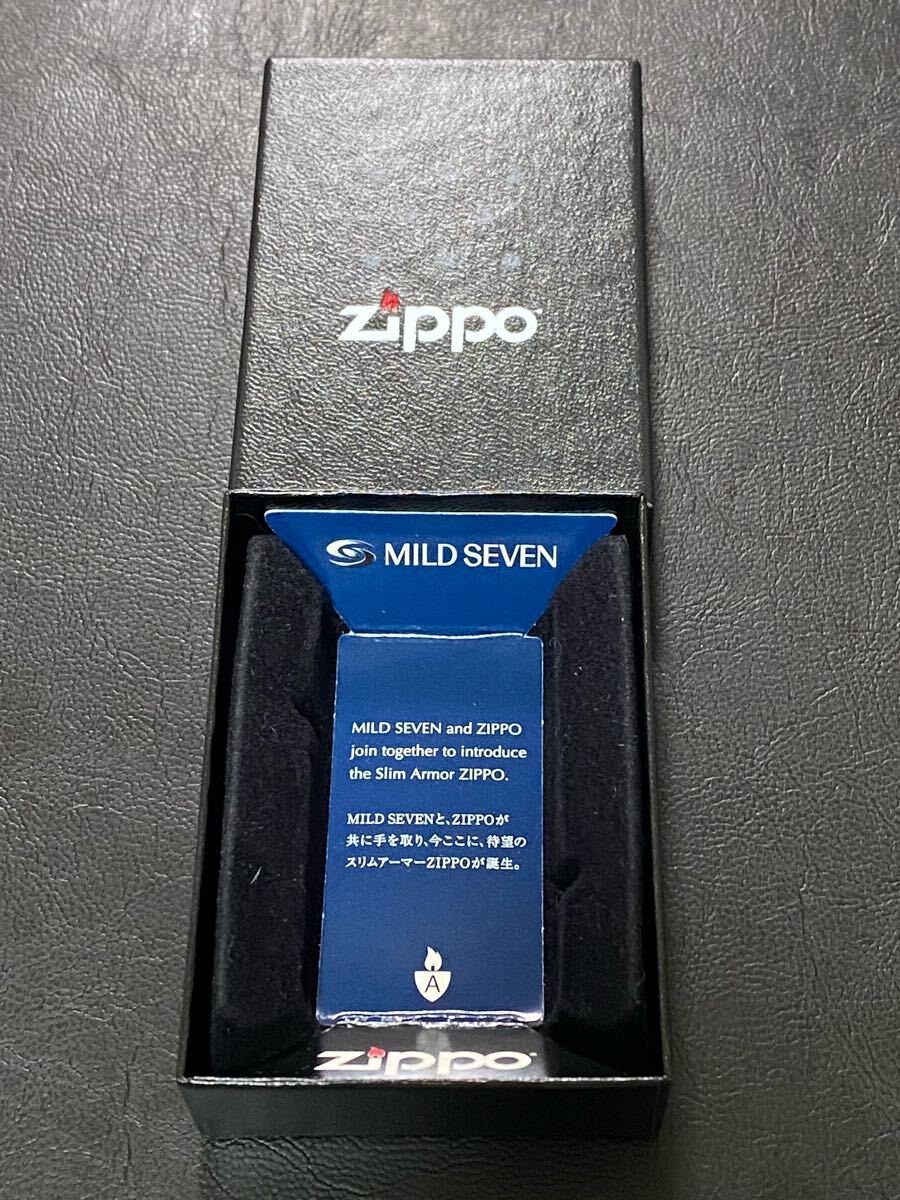 Zippo
MILD SEVEN
MILD SEVEN and ZIPPO
join together to introduce
the Slim Armor ZIPPO.
MILD SEVENと、ZIPPOが
共に手を取り、今ここに、待望の
スリムアーマーZIPPOが誕生。
A
Zippo